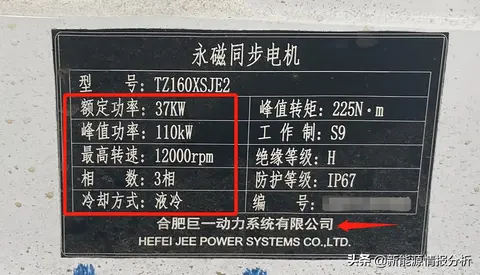 永磁同步电机
型 号: TZ160XSJE2
额定功率: 37KW 峰值转矩: 225N·m
峰值功率: 110kW 工 作 制: S9
最高转速: 12000rpm 绝缘等级: H
相 数: 3相 防护等级: IP67
冷却方式: 液冷 编 号:
合肥巨一动力系统有限公司
HEFEI JEE POWER SYSTEMS CO.,LTD.
头条 @新能源情报分析